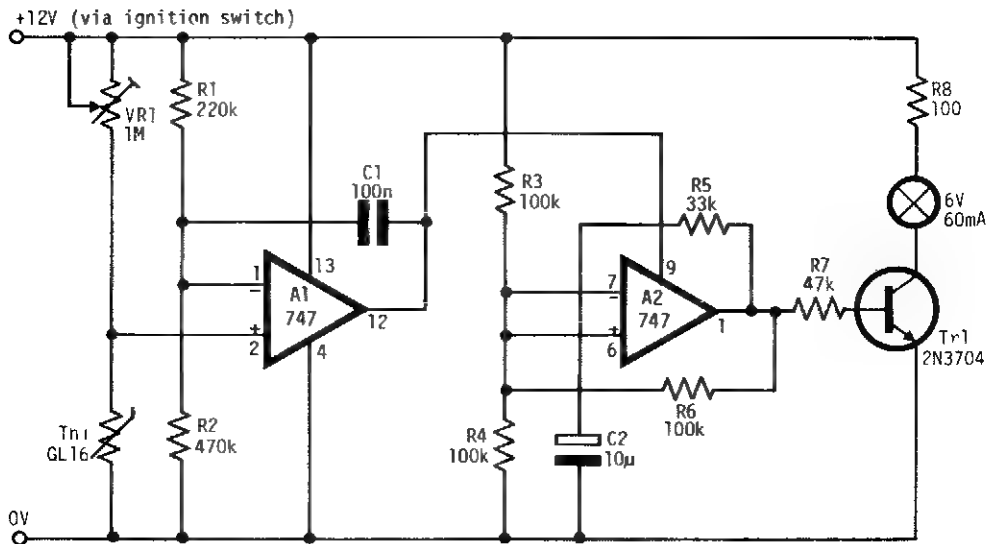 +12V (via ignition switch)
VR1
1M
R1
220k
C1
100n
R3
100k
R5
33k
R8
100
6V
60mA
1
-
13
A1
747
+
2
4
12
7
-
9
A2
747
+
6
1
R7
47k
Tr1
2N3704
Th1
GL16
R2
470k
R4
100k
R6
100k
C2
10µ
0V